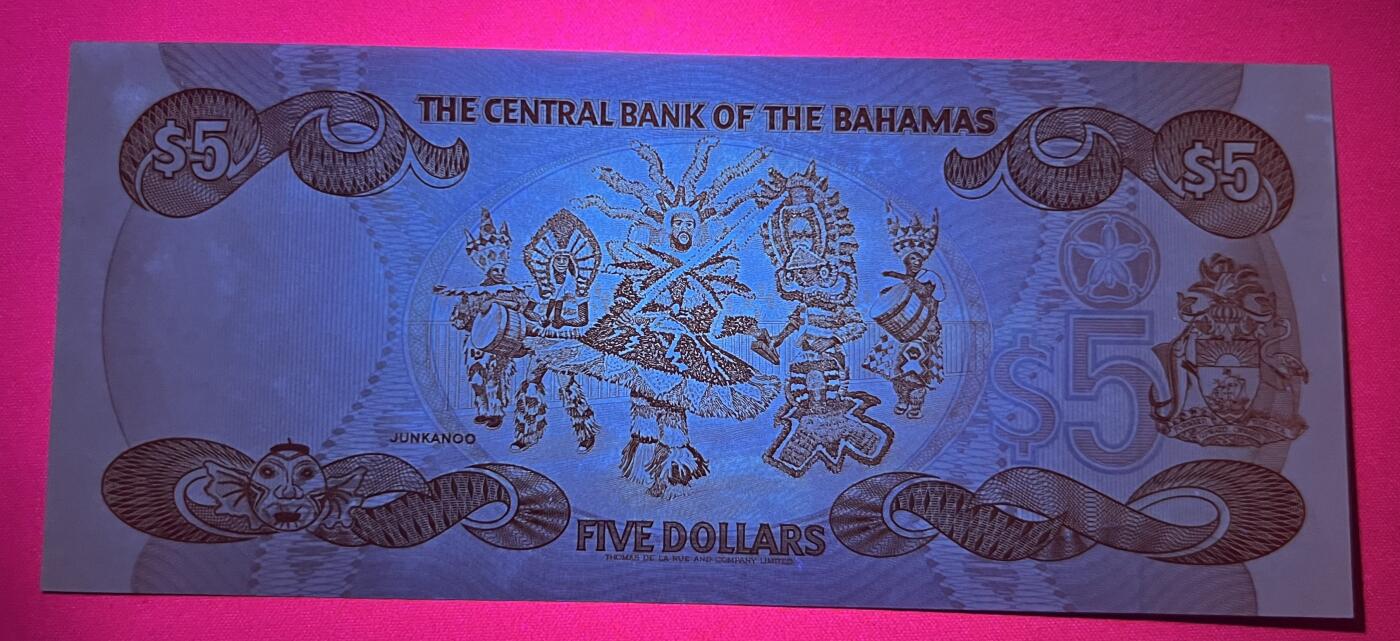 THE CENTRAL BANK OF THE BAHAMAS
$5
$5
$5
JUNKANOO
FIVE DOLLARS
THOMAS DE LA RUE AND COMPANY LIMITED